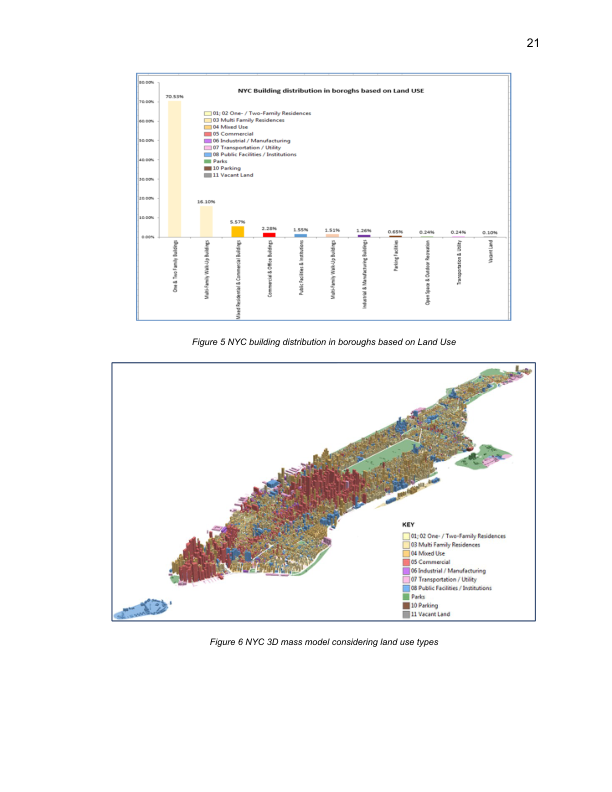 21
NYC Building distribution in boroghs based on Land USE
80.00%
70.00%
60.00%
50.00%
40.00%
30.00%
20.00%
10.00%
0.00%
70.53%
16.10%
5.57%
2.28%
1.55%
1.51%
1.26%
0.65%
0.24%
0.24%
0.10%
01; 02 One- / Two-Family Residences
03 Multi Family Residences
04 Mixed Use
05 Commercial
06 Industrial / Manufacturing
07 Transportation / Utility
08 Public Facilities / Institutions
Parks
10 Parking
11 Vacant Land
One & Two Family Buildings
Multi-Family Walk-Up Buildings
Mixed Residential & Commercial Buildings
Commercial & Office Buildings
Public Facilities & Institutions
Multi-Family Walk-Up Buildings
Industrial & Manufacturing Buildings
Parking Facilities
Open Space & Outdoor Recreation
Transportation & Utility
Vacant Land
Figure 5 NYC building distribution in boroughs based on Land Use
KEY
01; 02 One- / Two-Family Residences
03 Multi Family Residences
04 Mixed Use
05 Commercial
06 Industrial / Manufacturing
07 Transportation / Utility
08 Public Facilities / Institutions
Parks
10 Parking
11 Vacant Land
Figure 6 NYC 3D mass model considering land use types